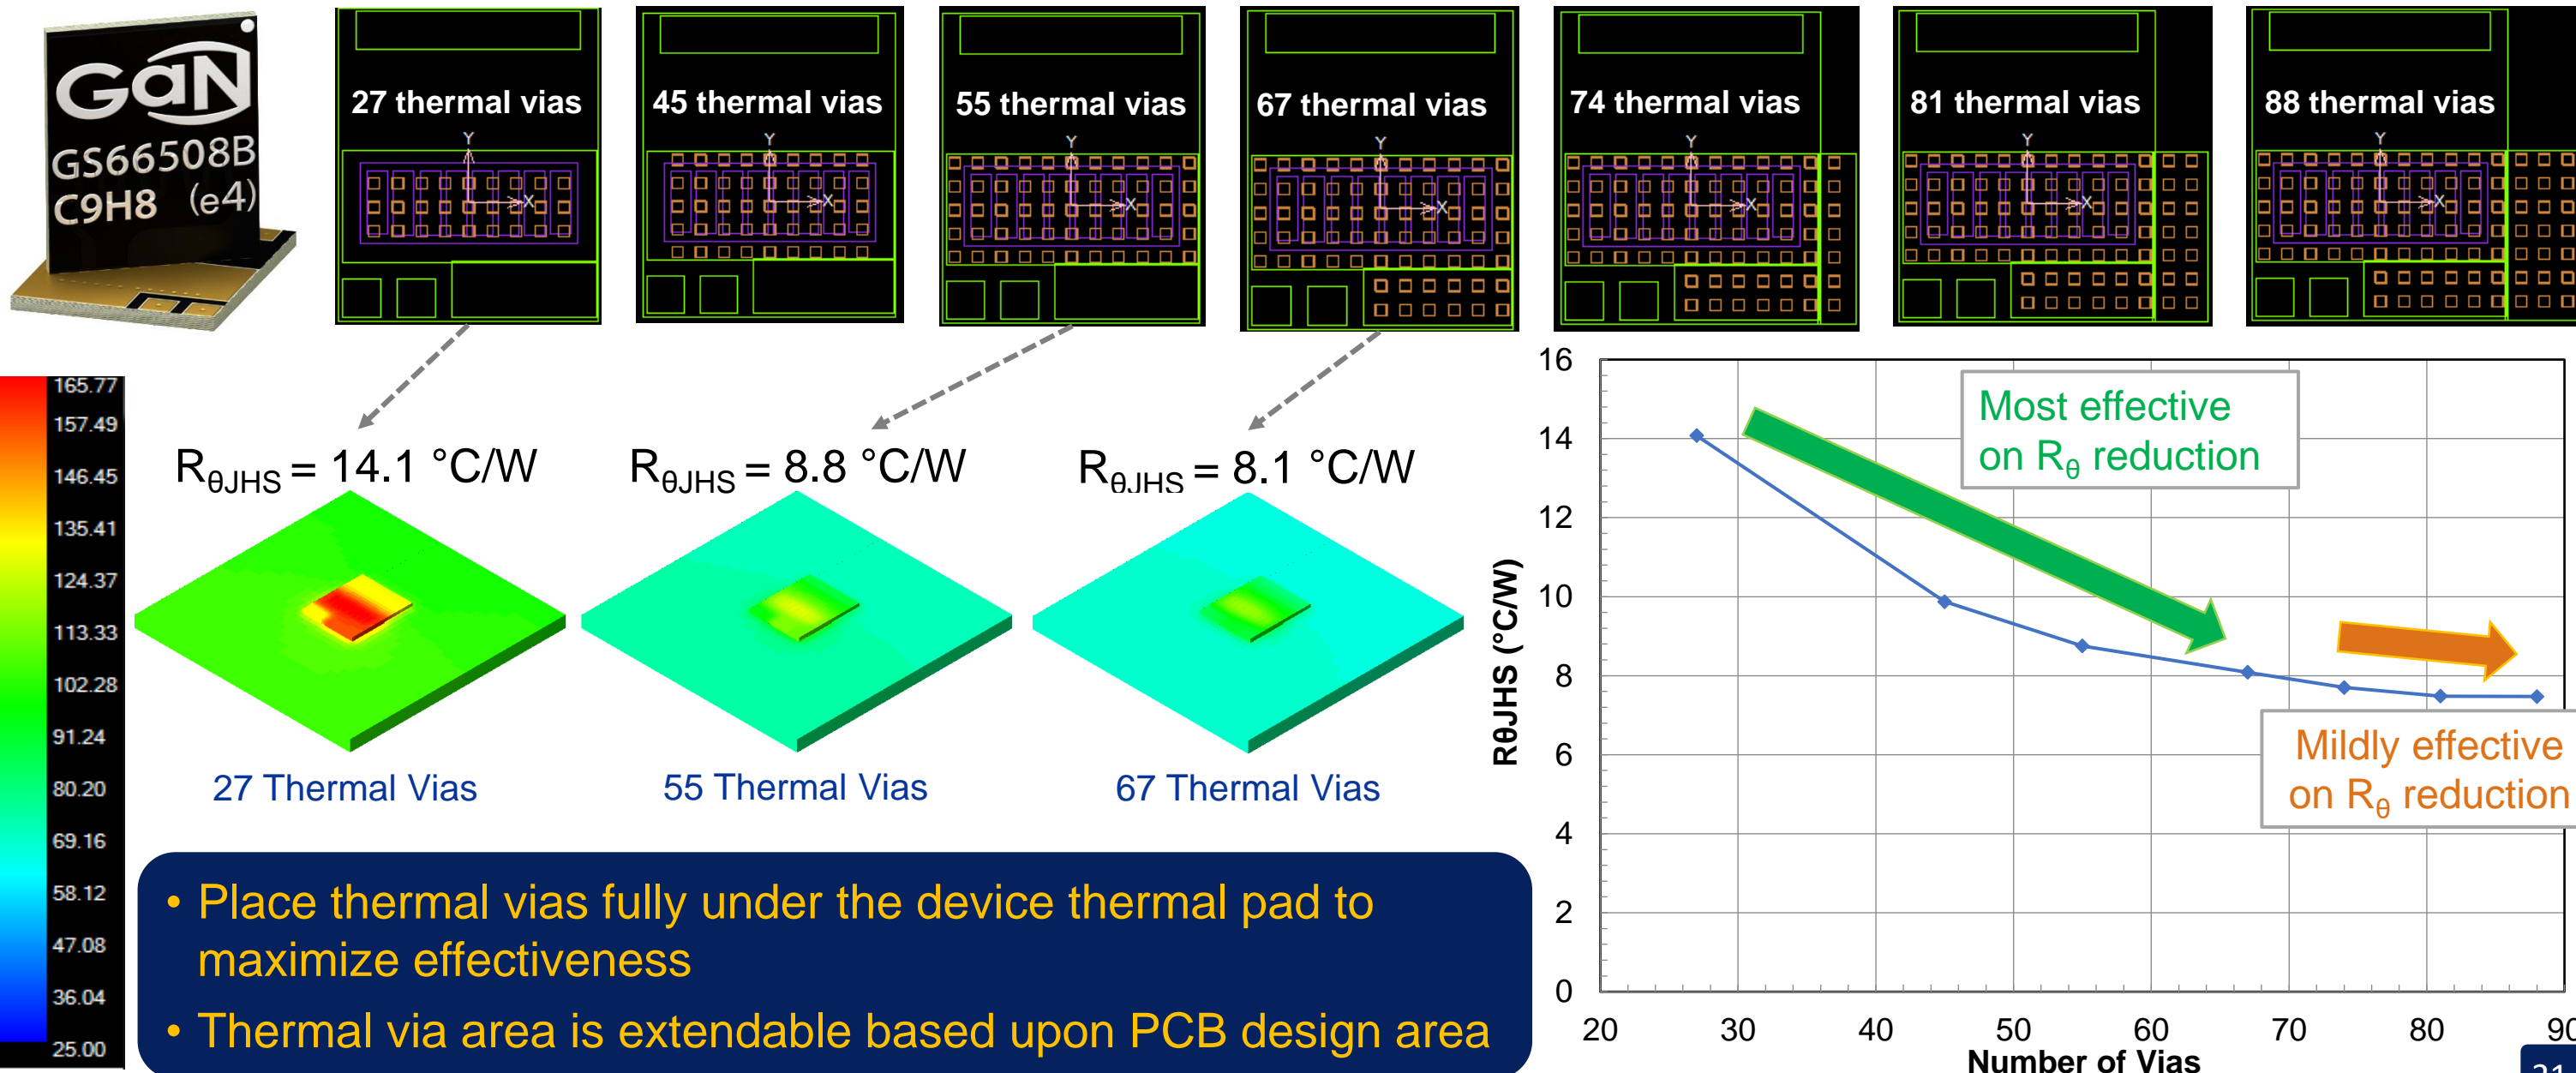 GaN
GS66508B
C9H8 (e4)
27 thermal vias
Y
X
45 thermal vias
Y
X
55 thermal vias
Y
X
67 thermal vias
Y
X
74 thermal vias
Y
X
81 thermal vias
Y
X
88 thermal vias
Y
X
165.77
157.49
146.45
135.41
124.37
113.33
102.28
91.24
80.20
69.16
58.12
47.08
36.04
25.00
RθJHS = 14.1 °C/W
27 Thermal Vias
RθJHS = 8.8 °C/W
55 Thermal Vias
RθJHS = 8.1 °C/W
67 Thermal Vias
• Place thermal vias fully under the device thermal pad to
maximize effectiveness
• Thermal via area is extendable based upon PCB design area
RθJHS (°C/W)
16
14
12
10
8
6
4
2
0
20 30 40 50 60 70 80 90
Number of Vias
Most effective
on Rθ reduction
Mildly effective
on Rθ reduction